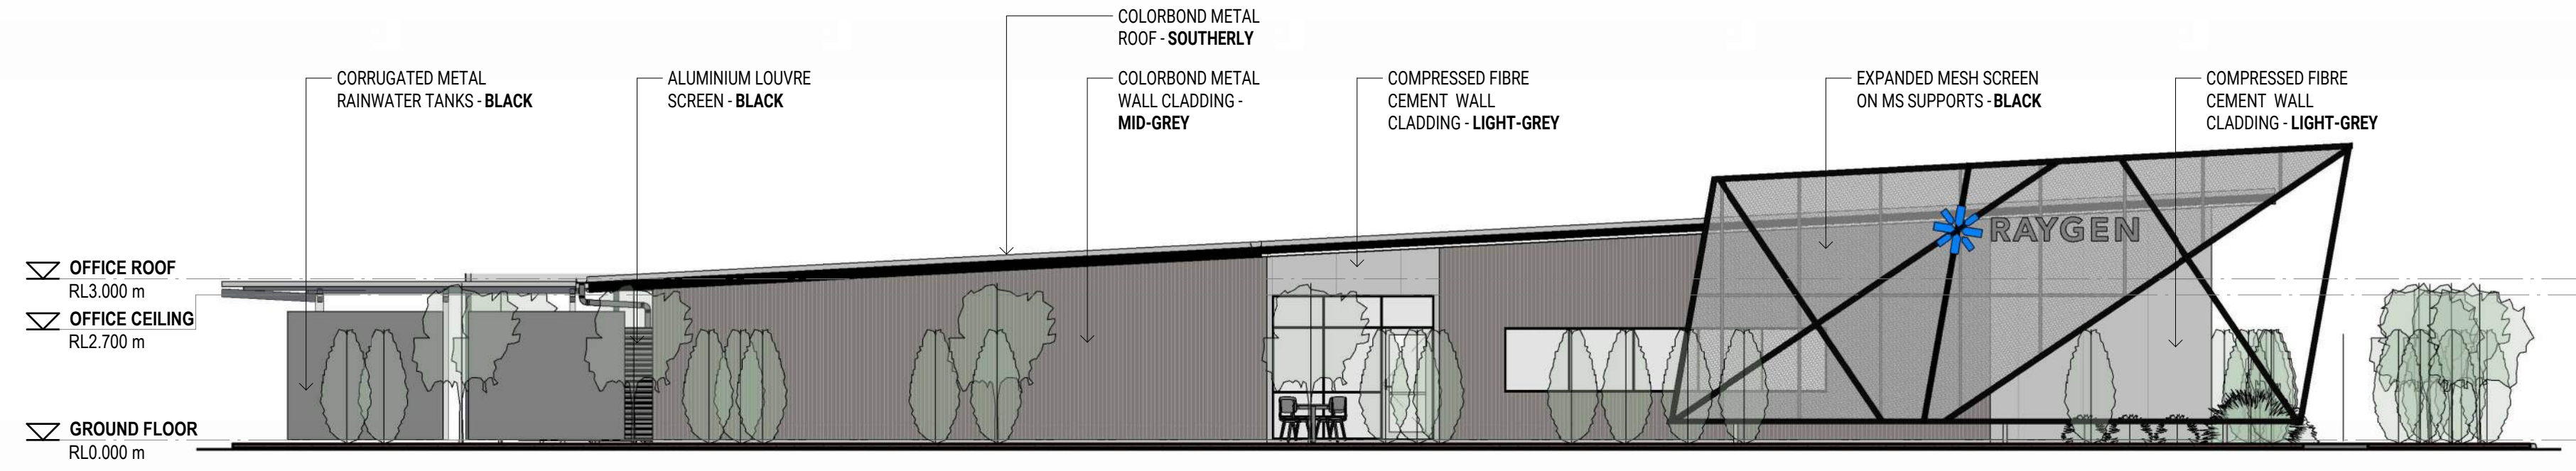 COLORBOND METAL
ROOF - SOUTHERLY
CORRUGATED METAL
RAINWATER TANKS - BLACK
ALUMINIUM LOUVRE
SCREEN - BLACK
COLORBOND METAL
WALL CLADDING -
MID-GREY
COMPRESSED FIBRE
CEMENT WALL
CLADDING - LIGHT-GREY
EXPANDED MESH SCREEN
ON MS SUPPORTS - BLACK
COMPRESSED FIBRE
CEMENT WALL
CLADDING - LIGHT-GREY
RAYGEN
OFFICE ROOF
RL3.000 m
OFFICE CEILING
RL2.700 m
GROUND FLOOR
RL0.000 m